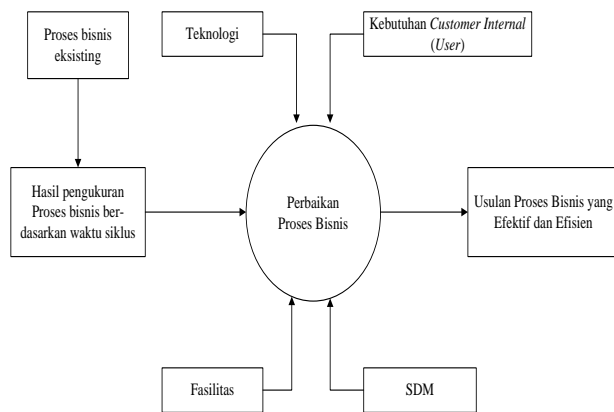 Proses bisnis
eksisting
Teknologi
Kebutuhan Customer Internal
(User)
Hasil pengukuran
Proses bisnis ber-
dasarkan waktu siklus
Perbaikan
Proses Bisnis
Usulan Proses Bisnis yang
Efektif dan Efisien
Fasilitas
SDM